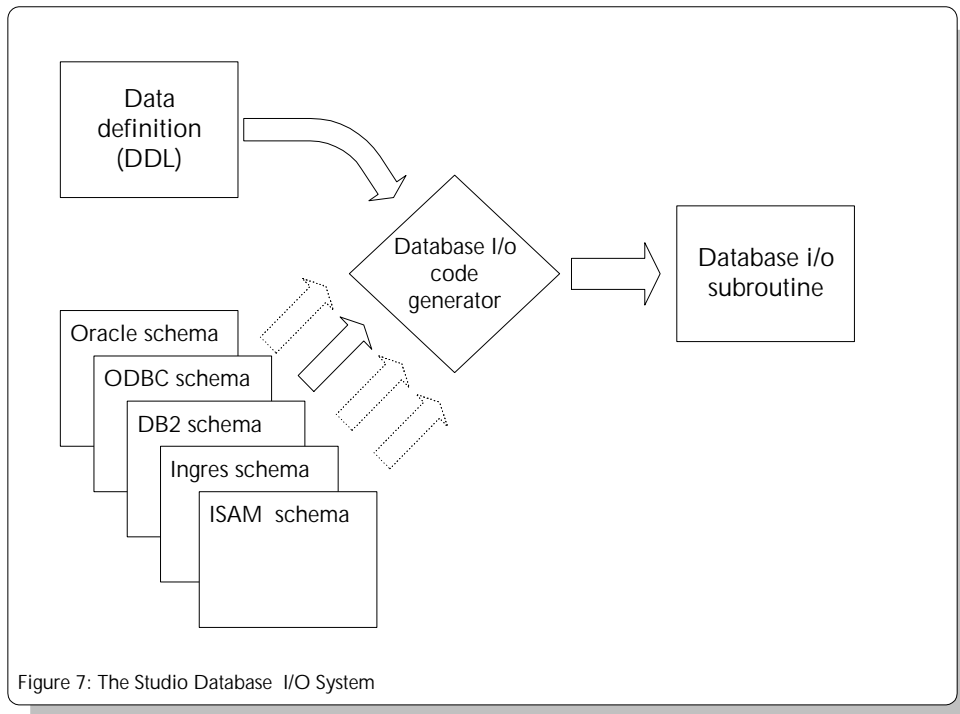 Data
definition
(DDL)
Database I/o
code
generator
Database i/o
subroutine
Oracle schema
ODBC schema
DB2 schema
Ingres schema
ISAM  schema
Figure 7: The Studio Database  I/O System